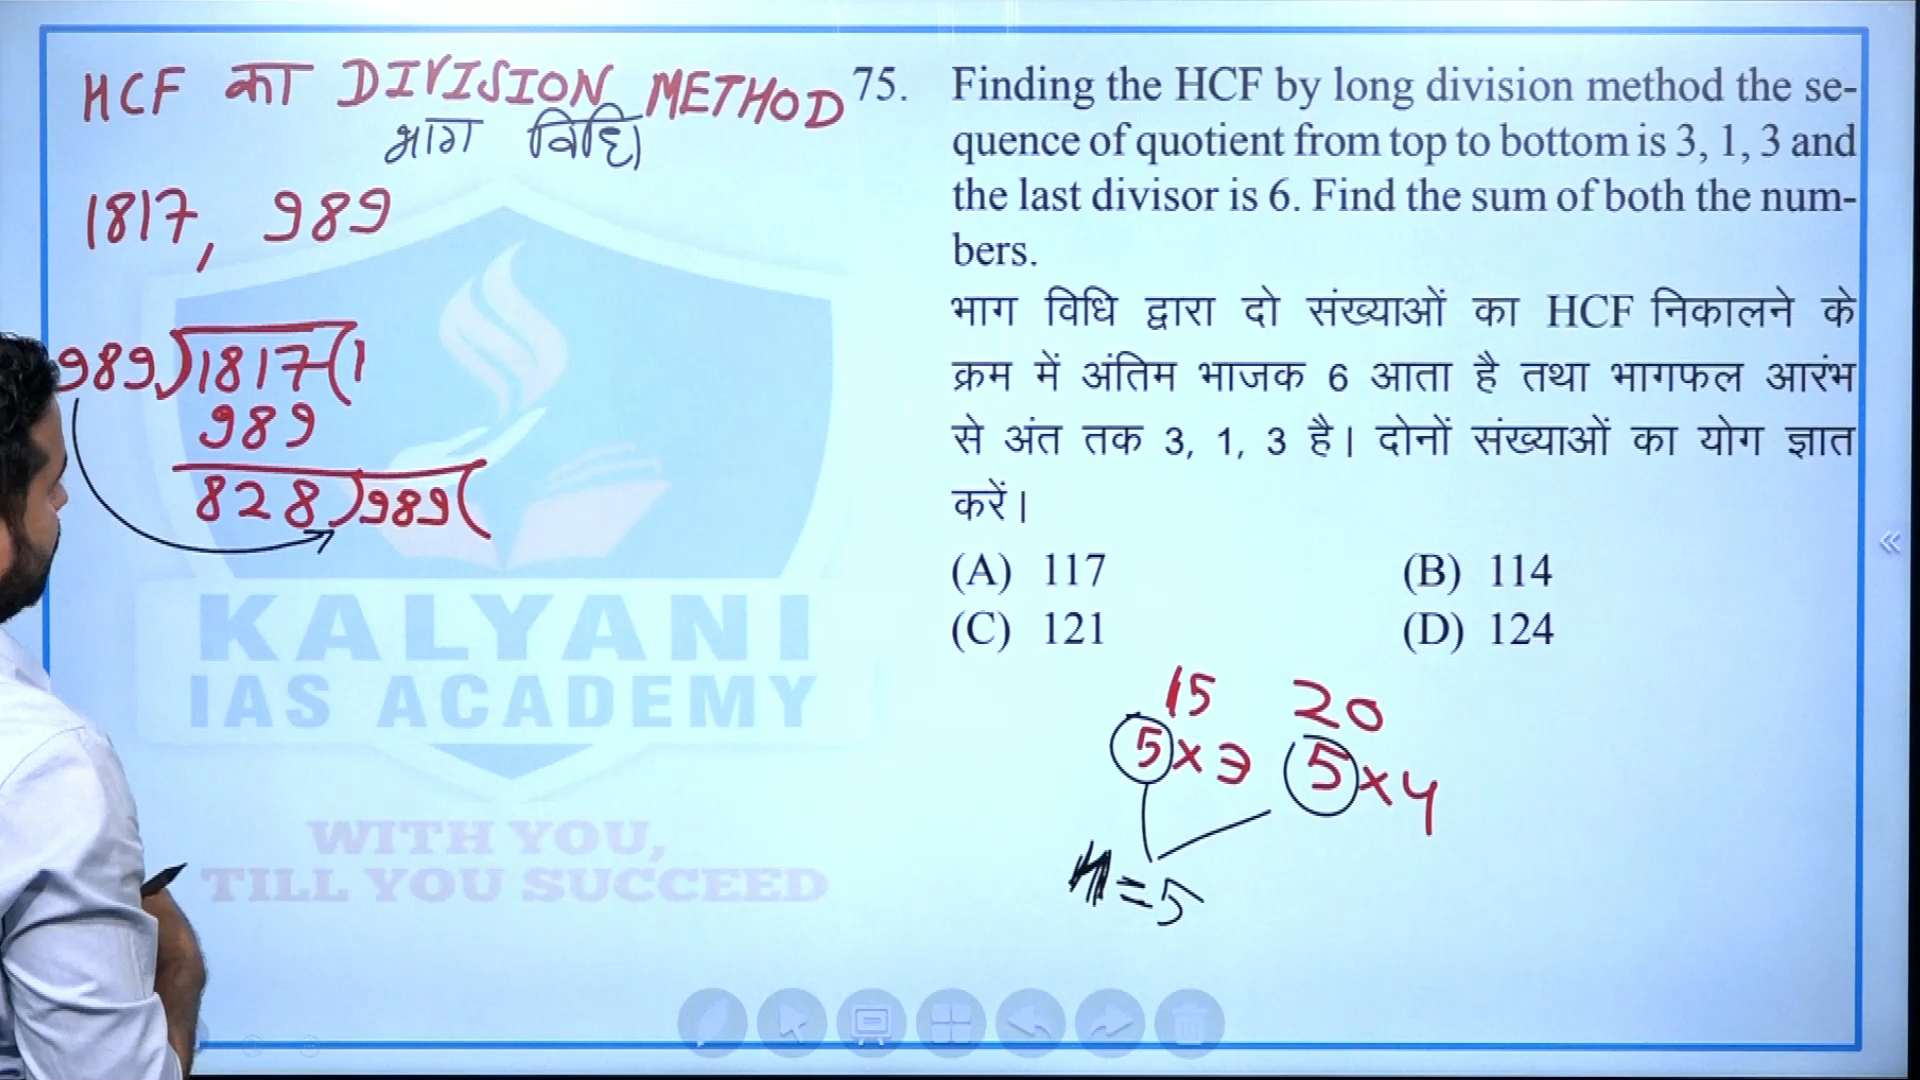 HCF का DIVISION METHOD
भाग विधि
1817, 989
989)1817(1
989
828)989(
KALYANI
IAS ACADEMY
WITH YOU,
TILL YOU SUCCEED
75. Finding the HCF by long division method the se-
quence of quotient from top to bottom is 3, 1, 3 and
the last divisor is 6. Find the sum of both the num-
bers.
भाग विधि द्वारा दो संख्याओं का HCF निकालने के
क्रम में अंतिम भाजक 6 आता है तथा भागफल आरंभ
से अंत तक 3, 1, 3 है। दोनों संख्याओं का योग ज्ञात
करें।
(A) 117 (B) 114
(C) 121 (D) 124
15 20
5×3 5×4
=5